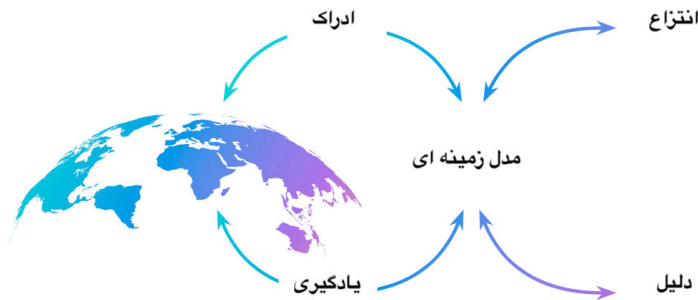 انتزاع
ادراک
مدل زمینه ای
دلیل
یادگیری